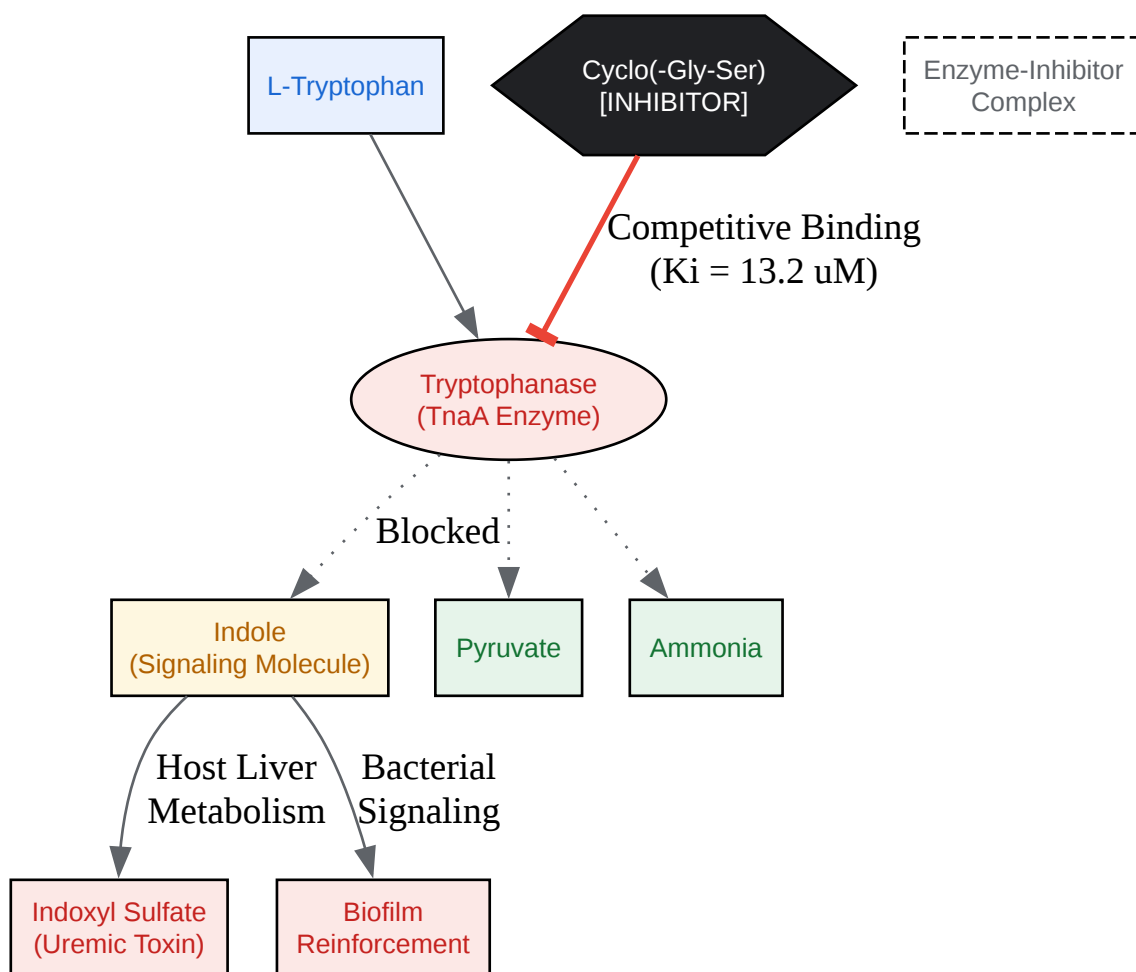 L-Tryptophan
Cyclo(-Gly-Ser)
[INHIBITOR]
Enzyme-Inhibitor
Complex
Competitive Binding
(Ki = 13.2 uM)
Tryptophanase
(TnaA Enzyme)
Blocked
Indole
(Signaling Molecule)
Pyruvate
Ammonia
Host Liver
Metabolism
Bacterial
Signaling
Indoxyl Sulfate
(Uremic Toxin)
Biofilm
Reinforcement